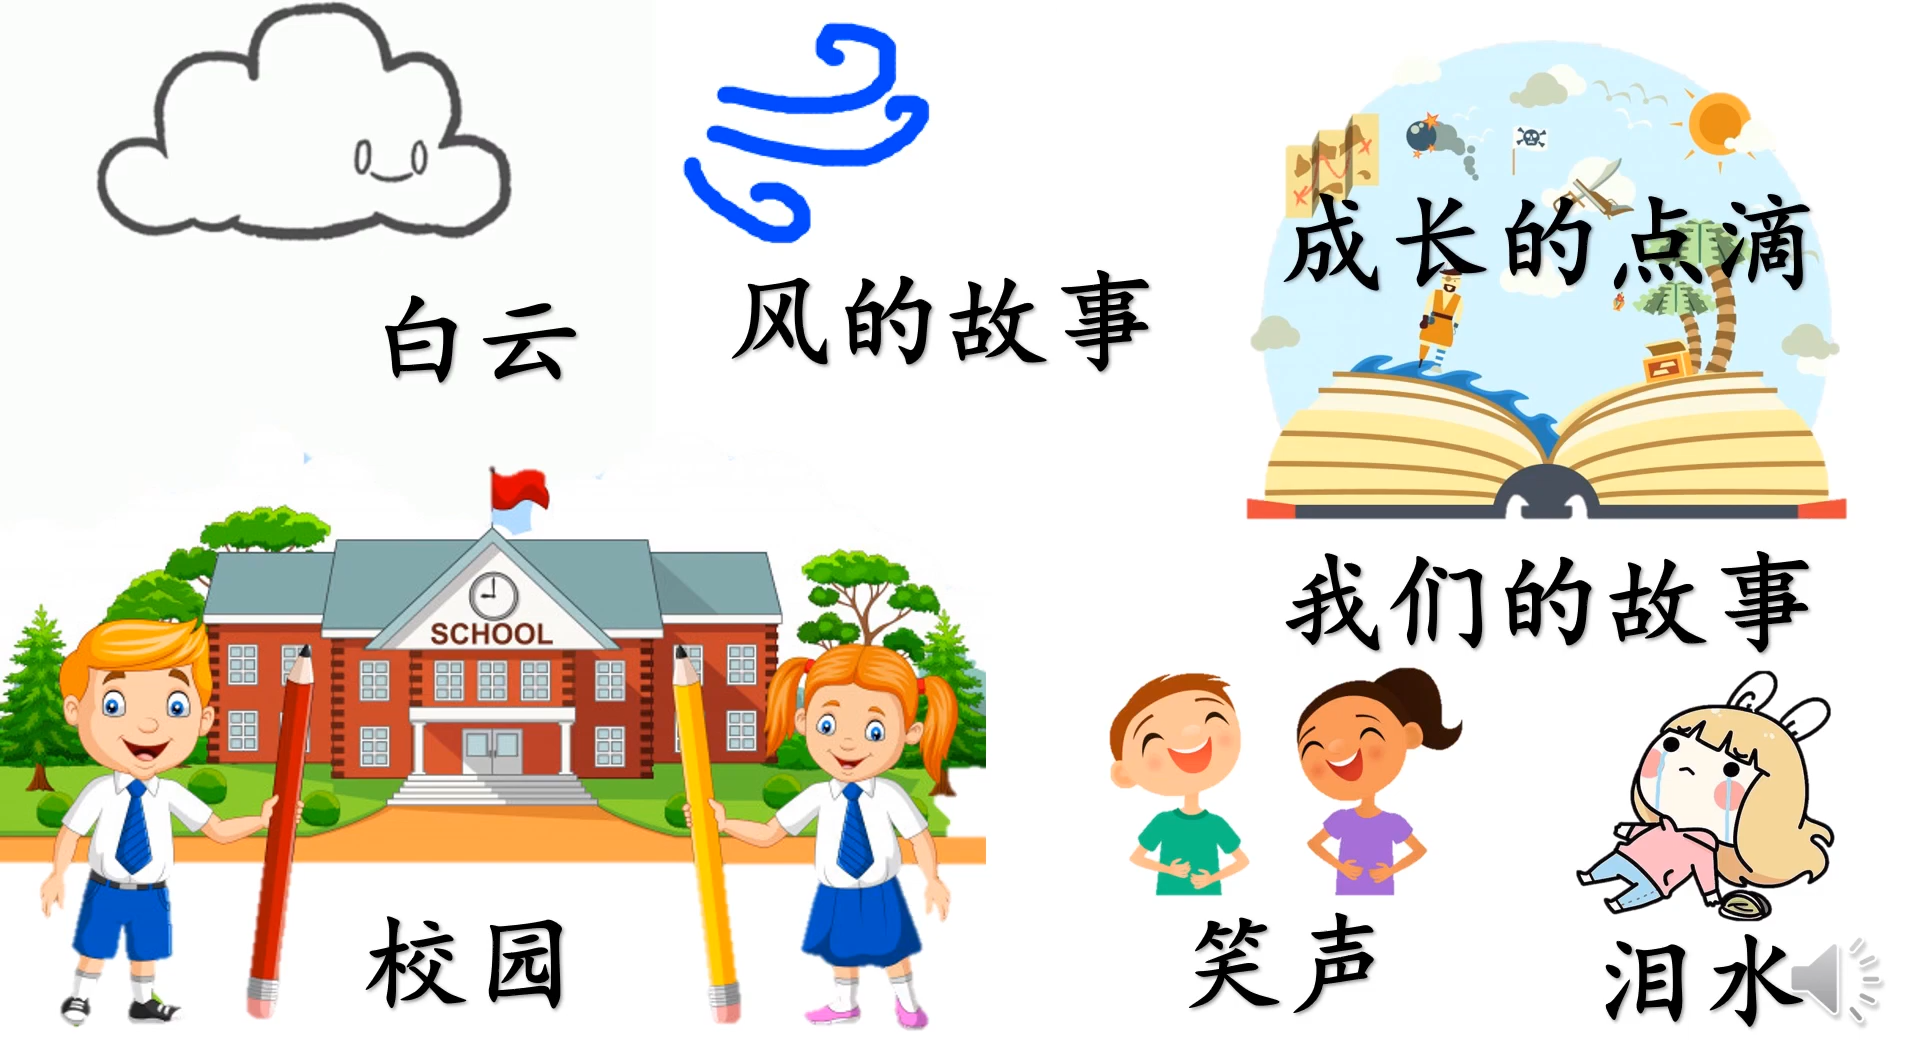 白云
风的故事
成长的点滴
SCHOOL
我们的故事
校园
笑声
泪水